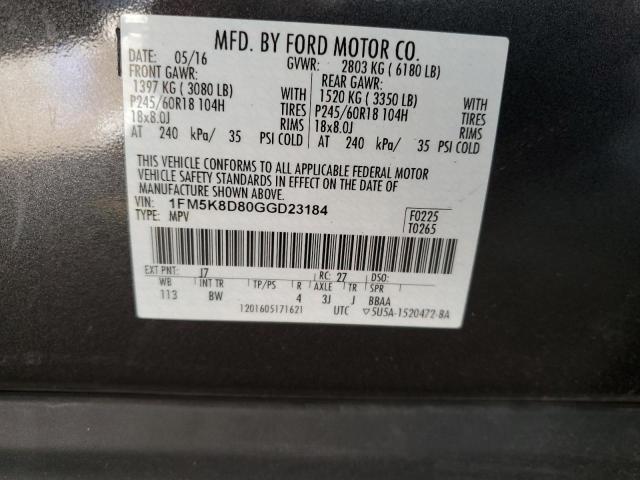 MFD. BY FORD MOTOR CO.
DATE: 05/16 GVWR: 2803 KG ( 6180 LB)
FRONT GAWR: REAR GAWR:
1397 KG ( 3080 LB) WITH 1520 KG ( 3350 LB) WITH
P245/60R18 104H TIRES P245/60R18 104H TIRES
18x8.0J RIMS 18x8.0J RIMS
AT 240 kPa/ 35 PSI COLD AT 240 kPa/ 35 PSI COLD
THIS VEHICLE CONFORMS TO ALL APPLICABLE FEDERAL MOTOR
VEHICLE SAFETY STANDARDS IN EFFECT ON THE DATE OF
MANUFACTURE SHOWN ABOVE.
VIN: 1FM5K8D80GGD23184 F0225
TYPE: MPV T0265
EXT PNT: J7 RC: 27 DSO:
WB INT TR TP/PS R AXLE TR SPR
113 BW 4 3J J BBAA
1201605171621 UTC ▽5U5A-1520472-BA